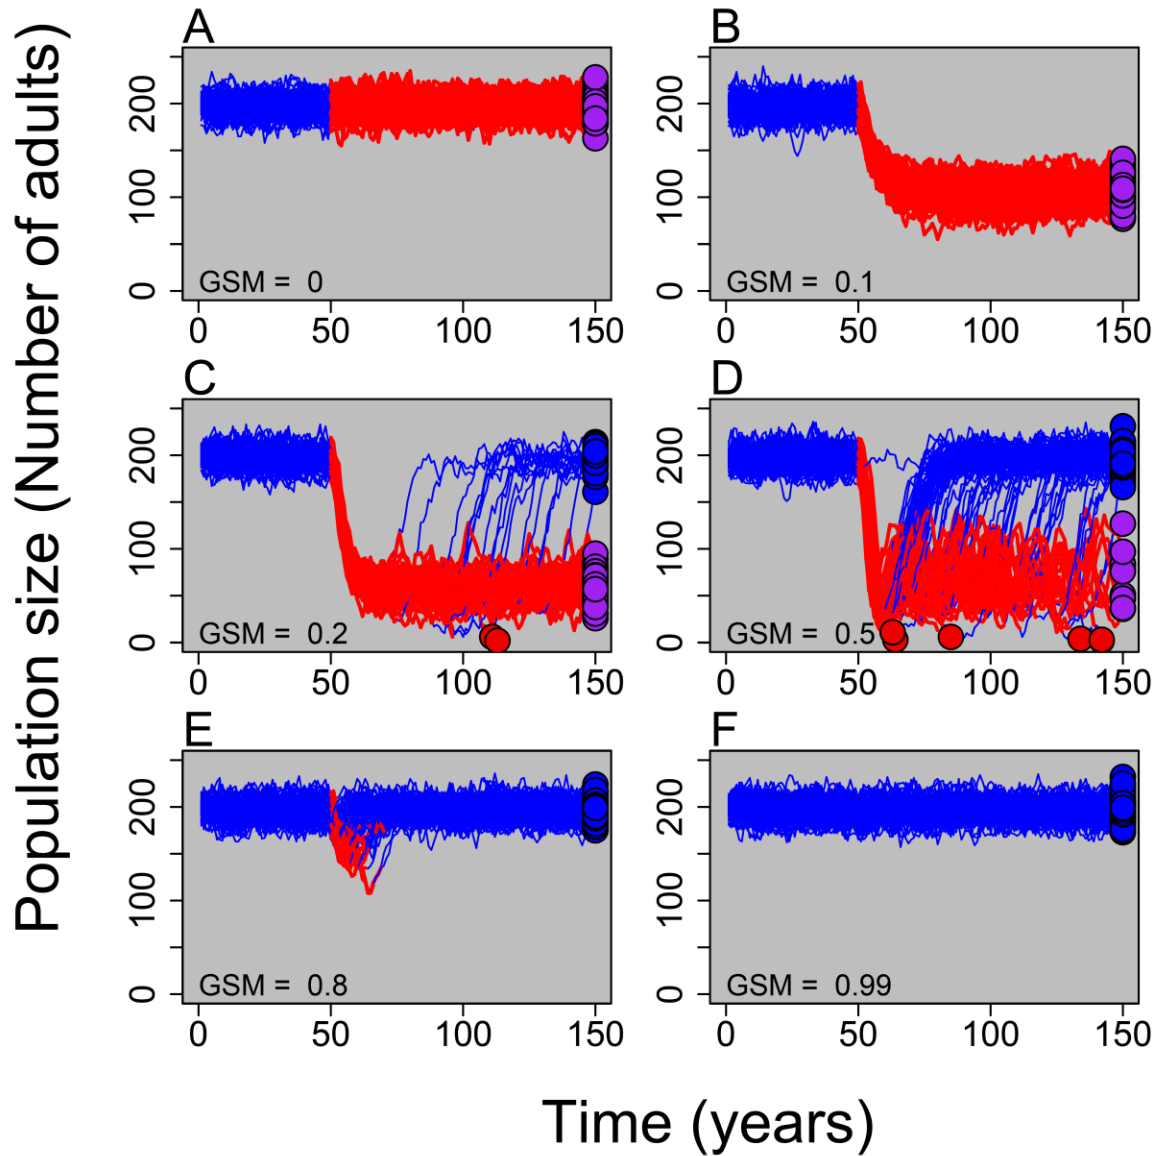 Population size (Number of adults)
A
200
100
0
GSM = 0
0 50 100 150
B
200
100
0
GSM = 0.1
0 50 100 150
C
200
100
0
GSM = 0.2
0 50 100 150
D
200
100
0
GSM = 0.5
0 50 100 150
E
200
100
0
GSM = 0.8
0 50 100 150
F
200
100
0
GSM = 0.99
0 50 100 150
Time (years)